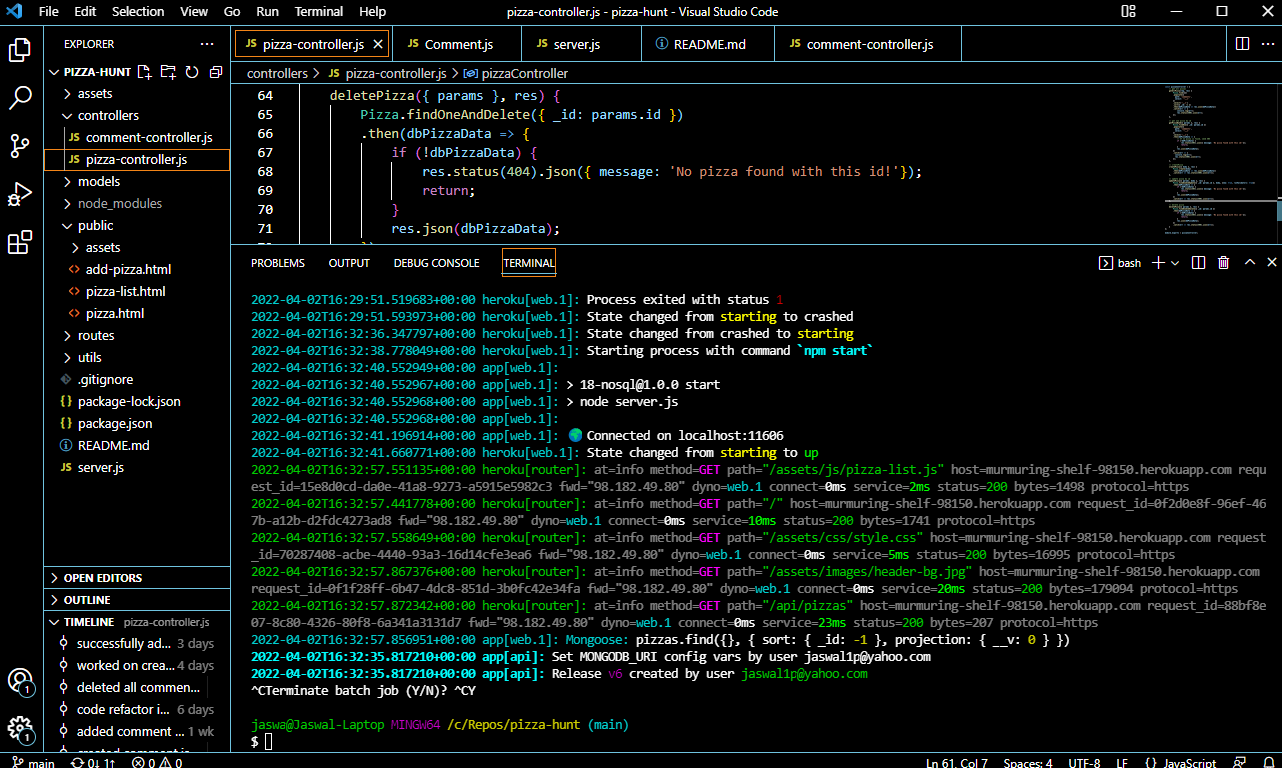 File Edit Selection View Go Run Terminal Help pizza-controller.js - pizza-hunt - Visual Studio Code
EXPLORER
PIZZA-HUNT
assets
controllers
JS comment-controller.js
JS pizza-controller.js
models
node_modules
public
assets
<> add-pizza.html
<> pizza-list.html
<> pizza.html
routes
utils
.gitignore
{} package-lock.json
{} package.json
README.md
JS server.js
OPEN EDITORS
OUTLINE
TIMELINE pizza-controller.js
successfully ad... 3 days
worked on crea... 4 days
deleted all commen...
code refactor i... 6 days
added comment ... 1 wk
JS pizza-controller.js JS Comment.js JS server.js README.md JS comment-controller.js
controllers > JS pizza-controller.js > pizzaController
64 deletePizza({ params }, res) {
65 Pizza.findOneAndDelete({ _id: params.id })
66 .then(dbPizzaData => {
67 if (!dbPizzaData) {
68 res.status(404).json({ message: 'No pizza found with this id!'});
69 return;
70 }
71 res.json(dbPizzaData);
PROBLEMS OUTPUT DEBUG CONSOLE TERMINAL bash
2022-04-02T16:29:51.519683+00:00 heroku[web.1]: Process exited with status 1
2022-04-02T16:29:51.593973+00:00 heroku[web.1]: State changed from starting to crashed
2022-04-02T16:32:36.347797+00:00 heroku[web.1]: State changed from crashed to starting
2022-04-02T16:32:38.778049+00:00 heroku[web.1]: Starting process with command `npm start`
2022-04-02T16:32:40.552949+00:00 app[web.1]:
2022-04-02T16:32:40.552967+00:00 app[web.1]: > 18-nosql@1.0.0 start
2022-04-02T16:32:40.552968+00:00 app[web.1]: > node server.js
2022-04-02T16:32:40.552968+00:00 app[web.1]:
2022-04-02T16:32:41.196914+00:00 app[web.1]: 🌍 Connected on localhost:11606
2022-04-02T16:32:41.660771+00:00 heroku[web.1]: State changed from starting to up
2022-04-02T16:32:57.551135+00:00 heroku[router]: at=info method=GET path="/assets/js/pizza-list.js" host=murmuring-shelf-98150.herokuapp.com requ
est_id=15e8d0cd-da0e-41a8-9273-a5915e5982c3 fwd="98.182.49.80" dyno=web.1 connect=0ms service=2ms status=200 bytes=1498 protocol=https
2022-04-02T16:32:57.441778+00:00 heroku[router]: at=info method=GET path="/" host=murmuring-shelf-98150.herokuapp.com request_id=0f2d0e8f-96ef-46
7b-a12b-d2fdc4273ad8 fwd="98.182.49.80" dyno=web.1 connect=0ms service=10ms status=200 bytes=1741 protocol=https
2022-04-02T16:32:57.558649+00:00 heroku[router]: at=info method=GET path="/assets/css/style.css" host=murmuring-shelf-98150.herokuapp.com request
_id=70287408-acbe-4440-93a3-16d14cfe3ea6 fwd="98.182.49.80" dyno=web.1 connect=0ms service=5ms status=200 bytes=16995 protocol=https
2022-04-02T16:32:57.867376+00:00 heroku[router]: at=info method=GET path="/assets/images/header-bg.jpg" host=murmuring-shelf-98150.herokuapp.com
request_id=0f1f28ff-6b47-4dc8-851d-3b0fc42e34fa fwd="98.182.49.80" dyno=web.1 connect=0ms service=20ms status=200 bytes=179094 protocol=https
2022-04-02T16:32:57.872342+00:00 heroku[router]: at=info method=GET path="/api/pizzas" host=murmuring-shelf-98150.herokuapp.com request_id=88bf8e
07-8c80-4326-80f8-6a341a3131d7 fwd="98.182.49.80" dyno=web.1 connect=0ms service=23ms status=200 bytes=207 protocol=https
2022-04-02T16:32:57.856951+00:00 app[web.1]: Mongoose: pizzas.find({}, { sort: { _id: -1 }, projection: { __v: 0 } })
2022-04-02T16:32:35.817210+00:00 app[api]: Set MONGODB_URI config vars by user jaswal1p@yahoo.com
2022-04-02T16:32:35.817210+00:00 app[api]: Release v6 created by user jaswal1p@yahoo.com
^CTerminate batch job (Y/N)? ^CY
jaswa@Jaswal-Laptop MINGW64 /c/Repos/pizza-hunt (main)
$
main 0↓ 1↑ 0 0 Ln 61, Col 7 Spaces: 4 UTF-8 LF {} JavaScript